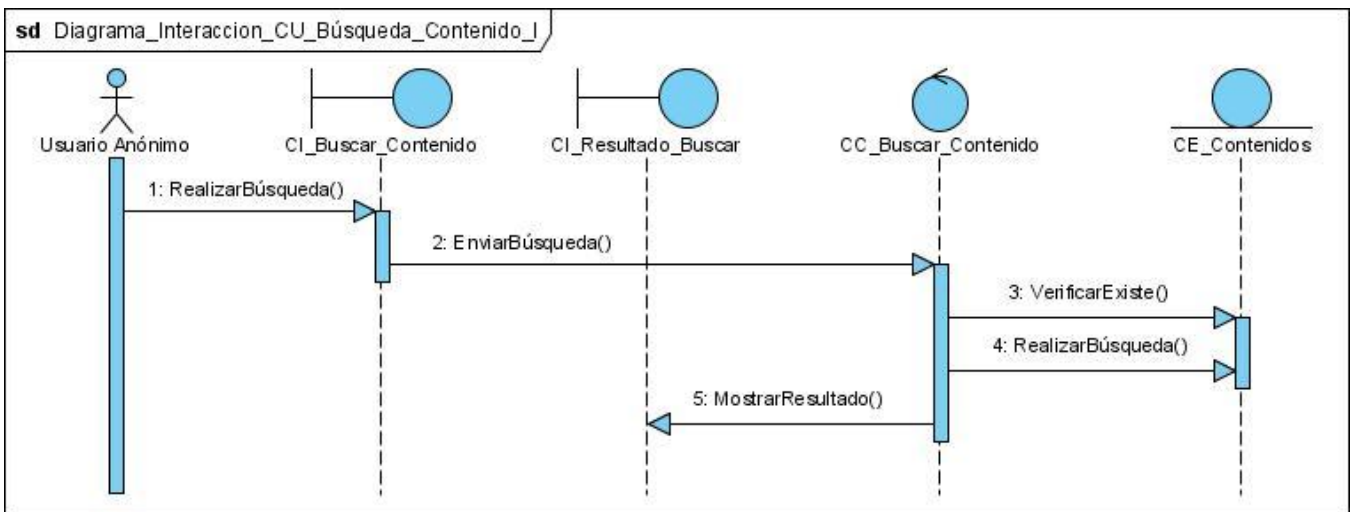 sd Diagrama_Interaccion_CU_Búsqueda_Contenido_I
Usuario Anónimo
CI_Buscar_Contenido
CI_Resultado_Buscar
CC_Buscar_Contenido
CE_Contenidos
1: RealizarBúsqueda()
2: EnviarBúsqueda()
3: VerificarExiste()
4: RealizarBúsqueda()
5: MostrarResultado()